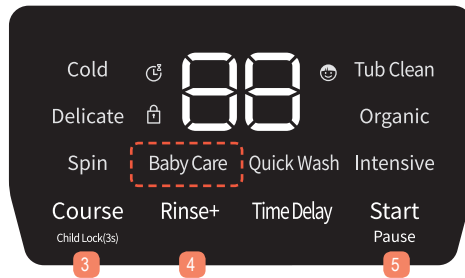 Cold 88 Tub Clean
Delicate Organic
Spin Baby Care Quick Wash Intensive
Course Rinse+ Time Delay Start
Child Lock(3s) Pause
3 4 5